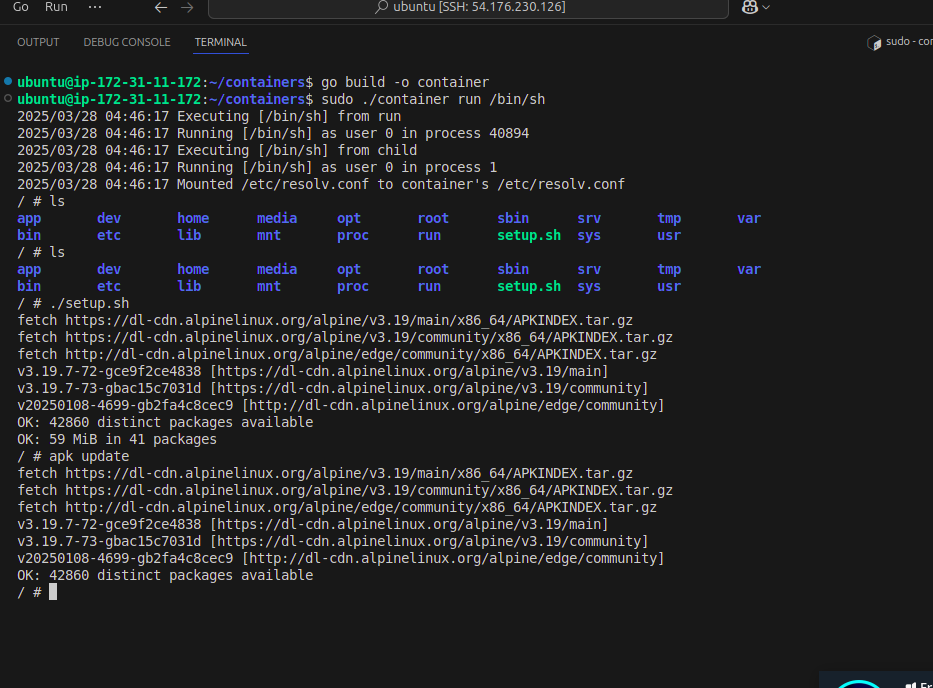 Go Run ··· ubuntu [SSH: 54.176.230.126]
OUTPUT DEBUG CONSOLE TERMINAL sudo - con
ubuntu@ip-172-31-11-172:~/containers$ go build -o container
ubuntu@ip-172-31-11-172:~/containers$ sudo ./container run /bin/sh
2025/03/28 04:46:17 Executing [/bin/sh] from run
2025/03/28 04:46:17 Running [/bin/sh] as user 0 in process 40894
2025/03/28 04:46:17 Executing [/bin/sh] from child
2025/03/28 04:46:17 Running [/bin/sh] as user 0 in process 1
2025/03/28 04:46:17 Mounted /etc/resolv.conf to container's /etc/resolv.conf
/ # ls
app dev home media opt root sbin srv tmp var
bin etc lib mnt proc run setup.sh sys usr
/ # ls
app dev home media opt root sbin srv tmp var
bin etc lib mnt proc run setup.sh sys usr
/ # ./setup.sh
fetch https://dl-cdn.alpinelinux.org/alpine/v3.19/main/x86_64/APKINDEX.tar.gz
fetch https://dl-cdn.alpinelinux.org/alpine/v3.19/community/x86_64/APKINDEX.tar.gz
fetch http://dl-cdn.alpinelinux.org/alpine/edge/community/x86_64/APKINDEX.tar.gz
v3.19.7-72-gce9f2ce4838 [https://dl-cdn.alpinelinux.org/alpine/v3.19/main]
v3.19.7-73-gbac15c7031d [https://dl-cdn.alpinelinux.org/alpine/v3.19/community]
v20250108-4699-gb2fa4c8cec9 [http://dl-cdn.alpinelinux.org/alpine/edge/community]
OK: 42860 distinct packages available
OK: 59 MiB in 41 packages
/ # apk update
fetch https://dl-cdn.alpinelinux.org/alpine/v3.19/main/x86_64/APKINDEX.tar.gz
fetch https://dl-cdn.alpinelinux.org/alpine/v3.19/community/x86_64/APKINDEX.tar.gz
fetch http://dl-cdn.alpinelinux.org/alpine/edge/community/x86_64/APKINDEX.tar.gz
v3.19.7-72-gce9f2ce4838 [https://dl-cdn.alpinelinux.org/alpine/v3.19/main]
v3.19.7-73-gbac15c7031d [https://dl-cdn.alpinelinux.org/alpine/v3.19/community]
v20250108-4699-gb2fa4c8cec9 [http://dl-cdn.alpinelinux.org/alpine/edge/community]
OK: 42860 distinct packages available
/ #